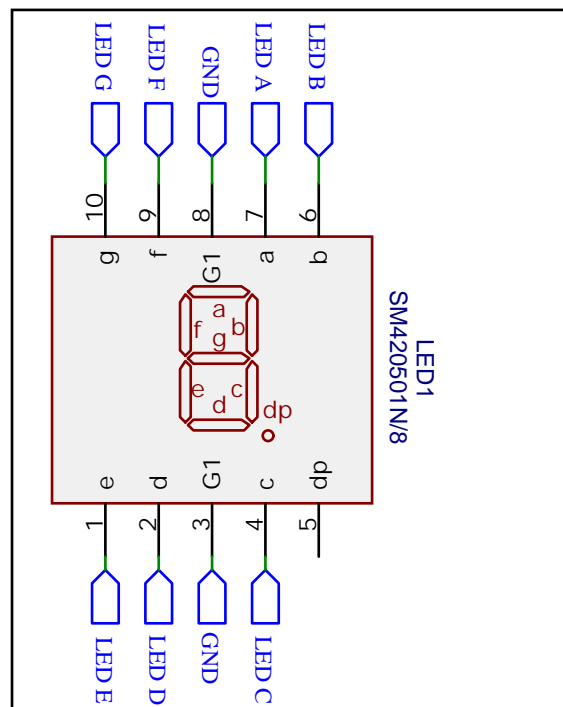 LED G
LED F
GND
LED A
LED B
10
9
8
7
6
g
f
G1
a
b
a
f
b
g
e
c
d
dp
LED1
SM420501N/8
e
d
G1
c
dp
1
2
3
4
5
LED E
LED D
GND
LED C